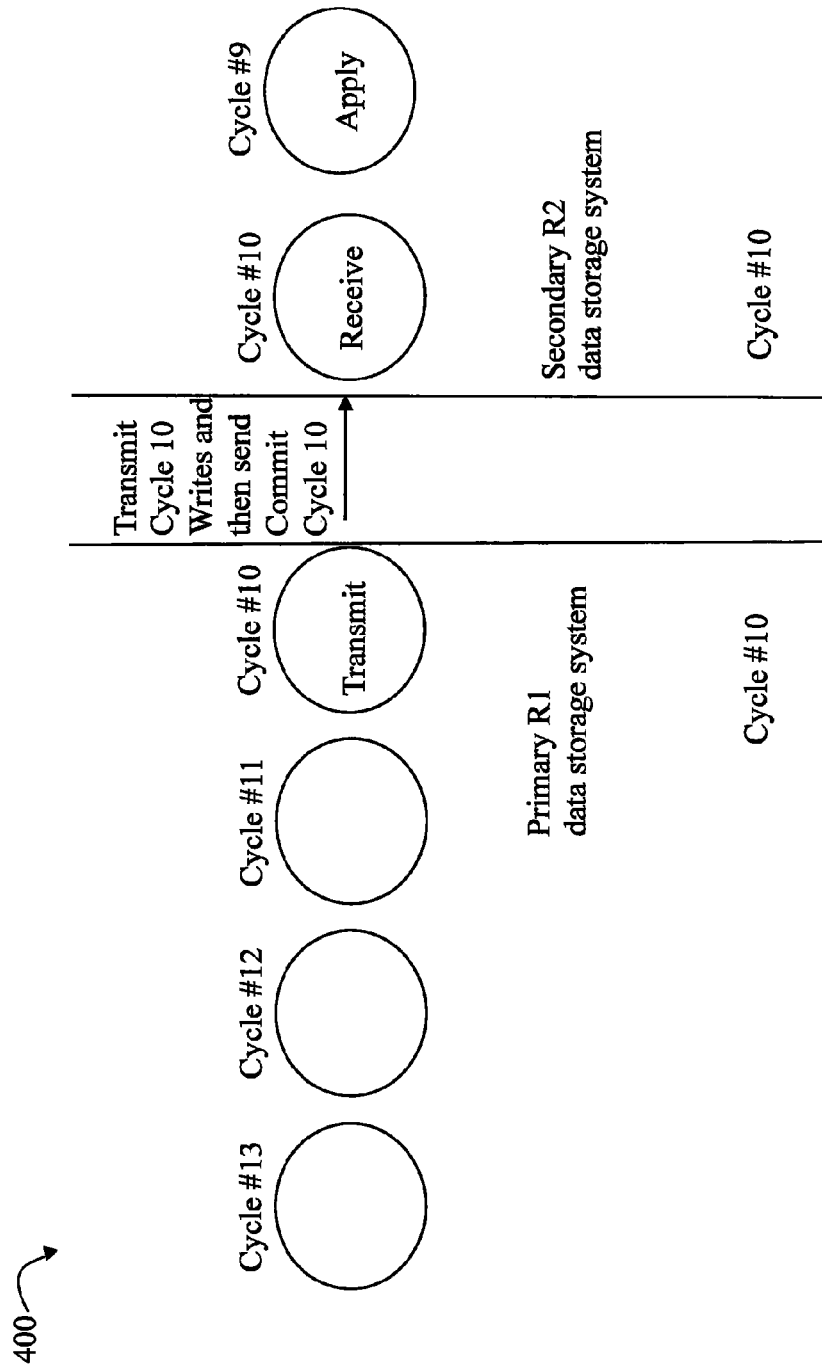 400
Cycle #13
Cycle #12
Cycle #11
Cycle #10
Transmit
Transmit
Cycle 10
Writes and
then send
Commit
Cycle 10
Cycle #10
Receive
Cycle #9
Apply
Primary R1
data storage system
Secondary R2
data storage system
Cycle #10
Cycle #10